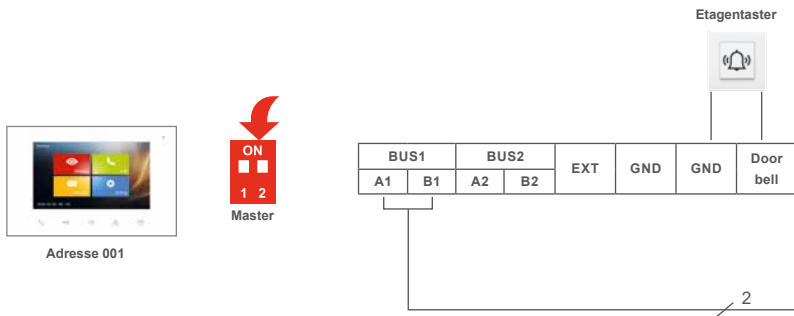 Etagentaster
ON
1 2
Master
Adresse 001
BUS1 BUS2 EXT GND GND Door bell
A1 B1 A2 B2
2